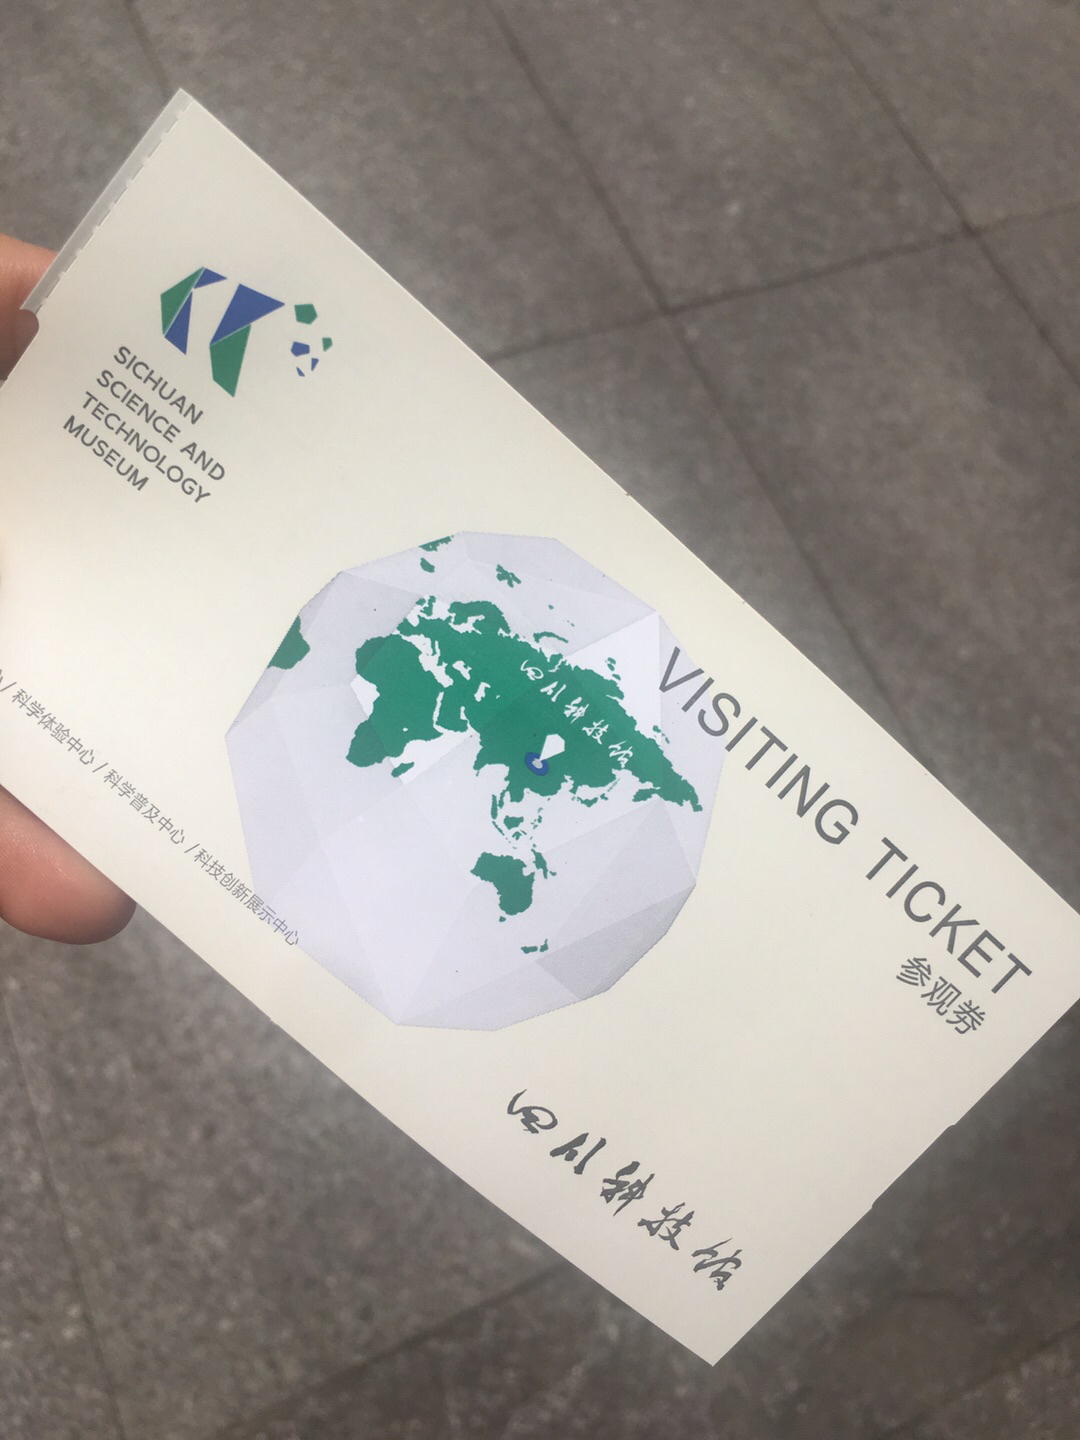 SICHUAN
SCIENCE AND
TECHNOLOGY
MUSEUM
四川科技馆
VISITING TICKET
参观券
/ 科学体验中心 / 科学普及中心 / 科技创新展示中心
四川科技馆